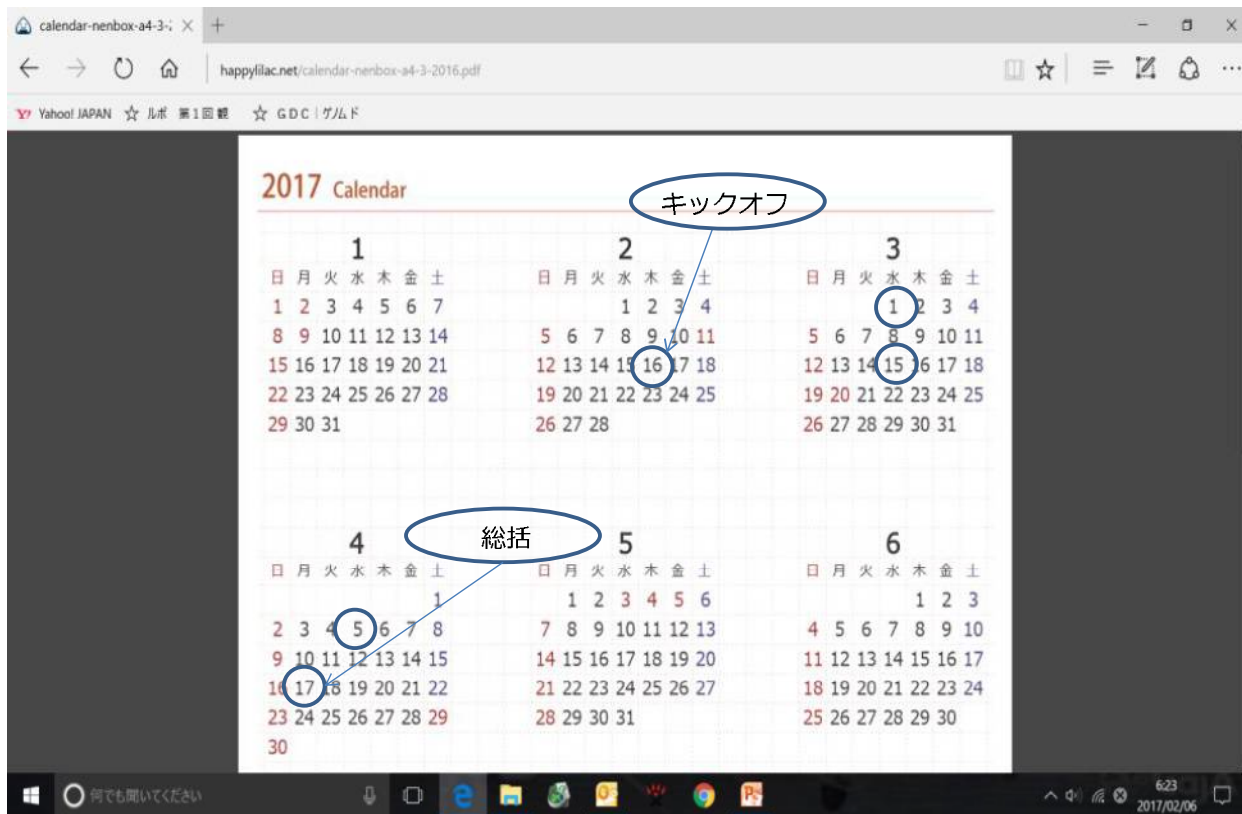 calendar-nenbox-a4-3-2
happylilac.net/calendar-nenbox-a4-3-2016.pdf
Yahoo! JAPAN ルポ 第1回観 GDC | ゲノムド
2017 Calendar
キックオフ
1
日 月 火 水 木 金 土
1 2 3 4 5 6 7
8 9 10 11 12 13 14
15 16 17 18 19 20 21
22 23 24 25 26 27 28
29 30 31
2
日 月 火 水 木 金 土
1 2 3 4
5 6 7 8 9 10 11
12 13 14 15 16 17 18
19 20 21 22 23 24 25
26 27 28
3
日 月 火 水 木 金 土
1 2 3 4
5 6 7 8 9 10 11
12 13 14 15 16 17 18
19 20 21 22 23 24 25
26 27 28 29 30 31
総括
4
日 月 火 水 木 金 土
1
2 3 4 5 6 7 8
9 10 11 12 13 14 15
16 17 18 19 20 21 22
23 24 25 26 27 28 29
30
5
日 月 火 水 木 金 土
1 2 3 4 5 6
7 8 9 10 11 12 13
14 15 16 17 18 19 20
21 22 23 24 25 26 27
28 29 30 31
6
日 月 火 水 木 金 土
1 2 3
4 5 6 7 8 9 10
11 12 13 14 15 16 17
18 19 20 21 22 23 24
25 26 27 28 29 30
何でも聞いてください
6:23
2017/02/06